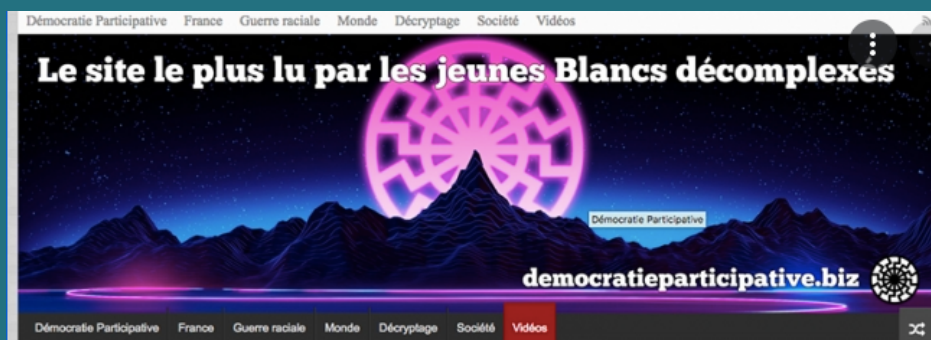 Démocratie Participative France Guerre raciale Monde Décryptage Société Vidéos
Le site le plus lu par les jeunes Blancs décomplexés
Démocratie Participative
democratieparticipative.biz
Démocratie Participative France Guerre raciale Monde Décryptage Société Vidéos